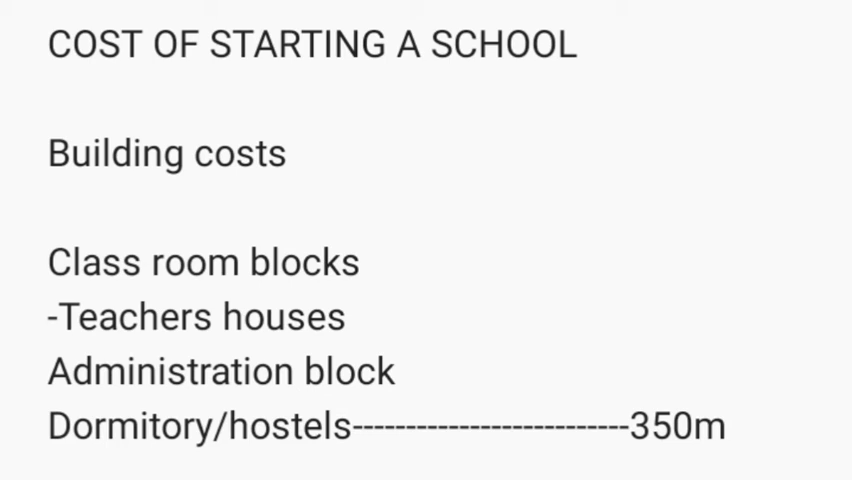 COST OF STARTING A SCHOOL
Building costs
Class room blocks
-Teachers houses
Administration block
Dormitory/hostels--------------------------350m